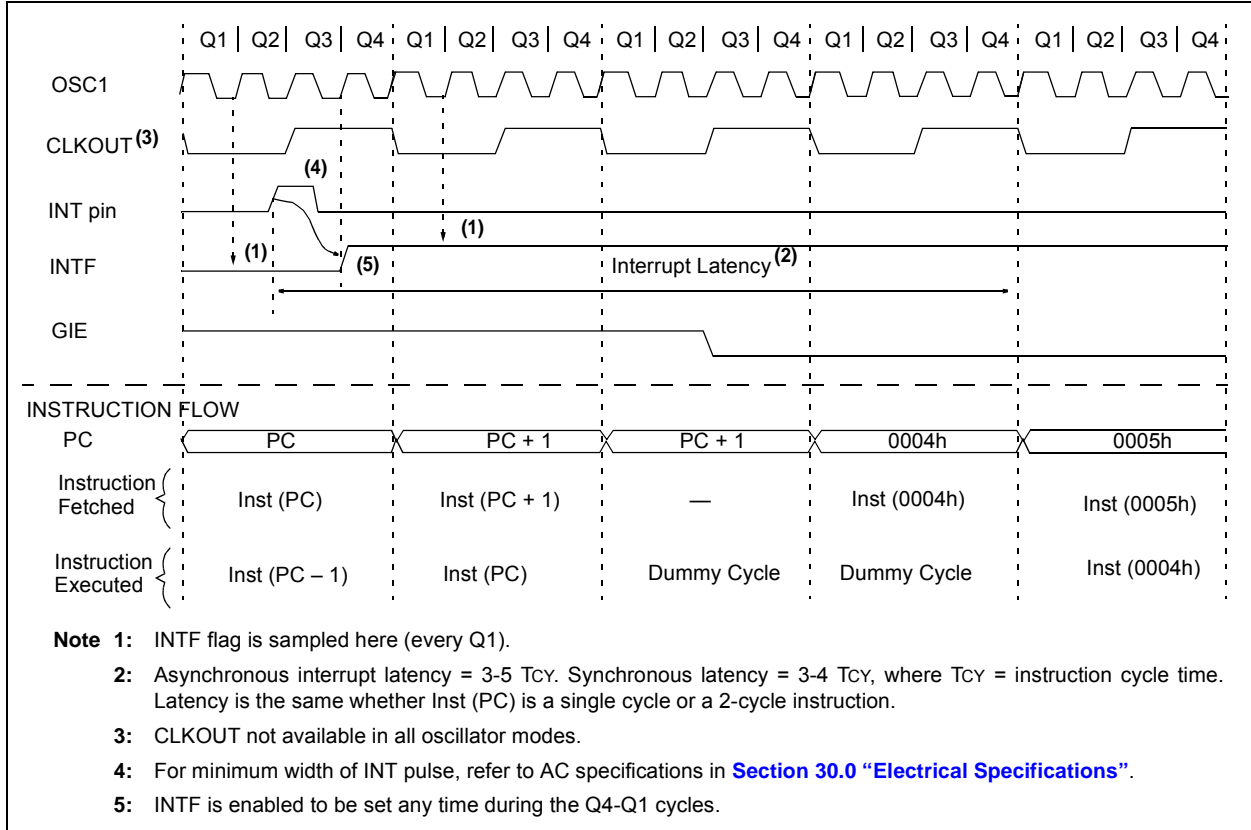 Q1 | Q2 | Q3 | Q4 Q1 | Q2 | Q3 | Q4 Q1 | Q2 | Q3 | Q4 Q1 | Q2 | Q3 | Q4 Q1 | Q2 | Q3 | Q4
OSC1
CLKOUT (3)
(4)
INT pin
(1)
(1)
INTF
(5)
Interrupt Latency (2)
GIE
INSTRUCTION FLOW
PC PC PC + 1 PC + 1 0004h 0005h
Instruction Fetched Inst (PC) Inst (PC + 1) — Inst (0004h) Inst (0005h)
Instruction Executed Inst (PC – 1) Inst (PC) Dummy Cycle Dummy Cycle Inst (0004h)
Note 1: INTF flag is sampled here (every Q1).
2: Asynchronous interrupt latency = 3-5 TCY. Synchronous latency = 3-4 TCY, where TCY = instruction cycle time.
Latency is the same whether Inst (PC) is a single cycle or a 2-cycle instruction.
3: CLKOUT not available in all oscillator modes.
4: For minimum width of INT pulse, refer to AC specifications in Section 30.0 “Electrical Specifications”.
5: INTF is enabled to be set any time during the Q4-Q1 cycles.